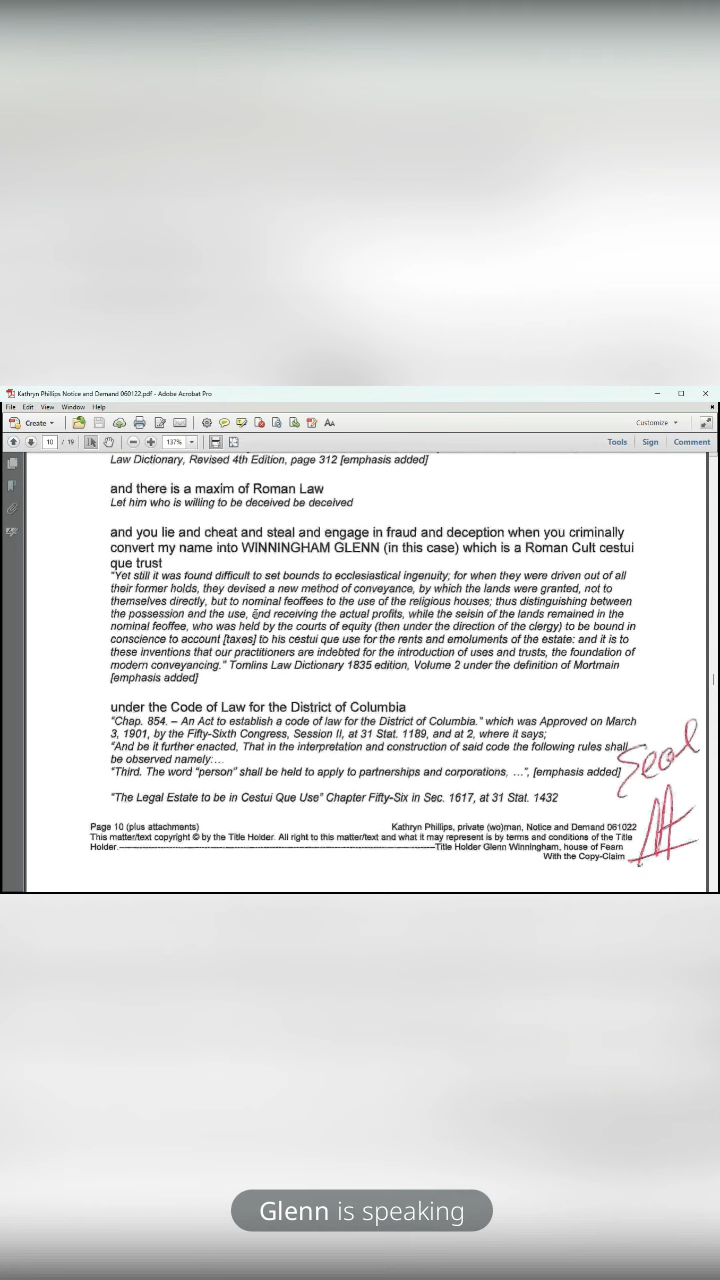 Kathryn Phillips Notice and Demand 060122.pdf - Adobe Acrobat Pro
File Edit View Window Help
Create Customize
10 / 19 137% Tools Sign Comment
Law Dictionary, Revised 4th Edition, page 312 [emphasis added]
and there is a maxim of Roman Law
Let him who is willing to be deceived be deceived
and you lie and cheat and steal and engage in fraud and deception when you criminally
convert my name into WINNINGHAM GLENN (in this case) which is a Roman Cult cestui
que trust
"Yet still it was found difficult to set bounds to ecclesiastical ingenuity; for when they were driven out of all
their former holds, they devised a new method of conveyance, by which the lands were granted, not to
themselves directly, but to nominal feoffees to the use of the religious houses; thus distinguishing between
the possession and the use, and receiving the actual profits, while the seisin of the lands remained in the
nominal feoffee, who was held by the courts of equity (then under the direction of the clergy) to be bound in
conscience to account [taxes] to his cestui que use for the rents and emoluments of the estate: and it is to
these inventions that our practitioners are indebted for the introduction of uses and trusts, the foundation of
modern conveyancing." Tomlins Law Dictionary 1835 edition, Volume 2 under the definition of Mortmain
[emphasis added]
under the Code of Law for the District of Columbia
"Chap. 854. – An Act to establish a code of law for the District of Columbia." which was Approved on March
3, 1901, by the Fifty-Sixth Congress, Session II, at 31 Stat. 1189, and at 2, where it says;
"And be it further enacted, That in the interpretation and construction of said code the following rules shall
be observed namely:...
"Third. The word "person" shall be held to apply to partnerships and corporations, ...", [emphasis added]
Seal
"The Legal Estate to be in Cestui Que Use" Chapter Fifty-Six in Sec. 1617, at 31 Stat. 1432
Page 10 (plus attachments) Kathryn Phillips, private (wo)man, Notice and Demand 061022
This matter/text copyright © by the Title Holder. All right to this matter/text and what it may represent is by terms and conditions of the Title
Holder.---Title Holder Glenn Winningham, house of Fearn
With the Copy-Claim
Glenn is speaking